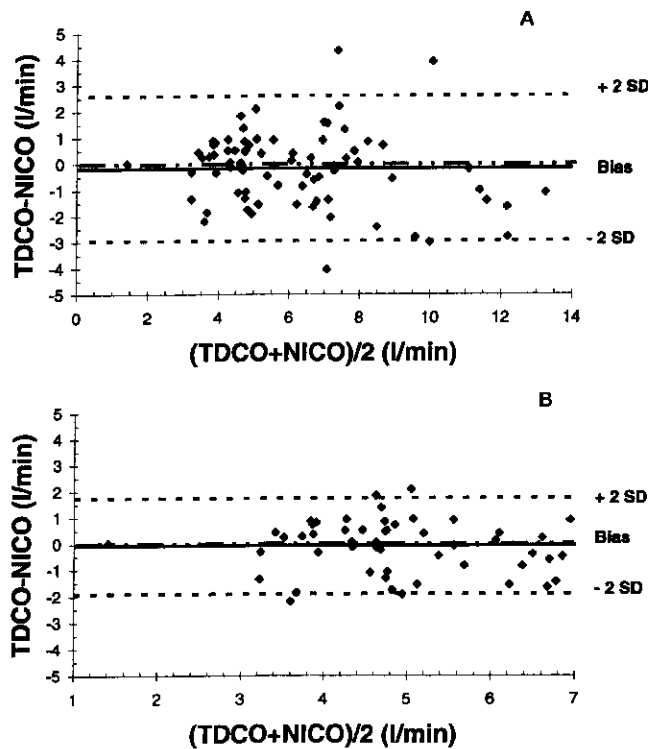 A
5
4
3
2
1
0
-1
-2
-3
-4
-5
TDCO-NICO (l/min)
+ 2 SD
Bias
- 2 SD
0 2 4 6 8 10 12 14
(TDCO+NICO)/2 (l/min)
B
5
4
3
2
1
0
-1
-2
-3
-4
-5
TDCO-NICO (l/min)
+ 2 SD
Bias
- 2 SD
1 2 3 4 5 6 7
(TDCO+NICO)/2 (l/min)